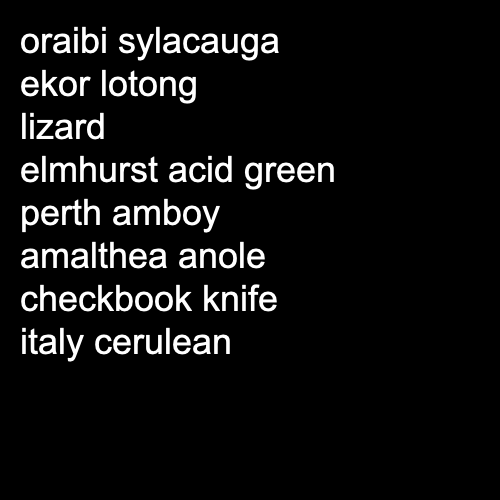 oraibi sylacauga
ekor lotong
lizard
elmhurst acid green
perth amboy
amalthea anole
checkbook knife
italy cerulean